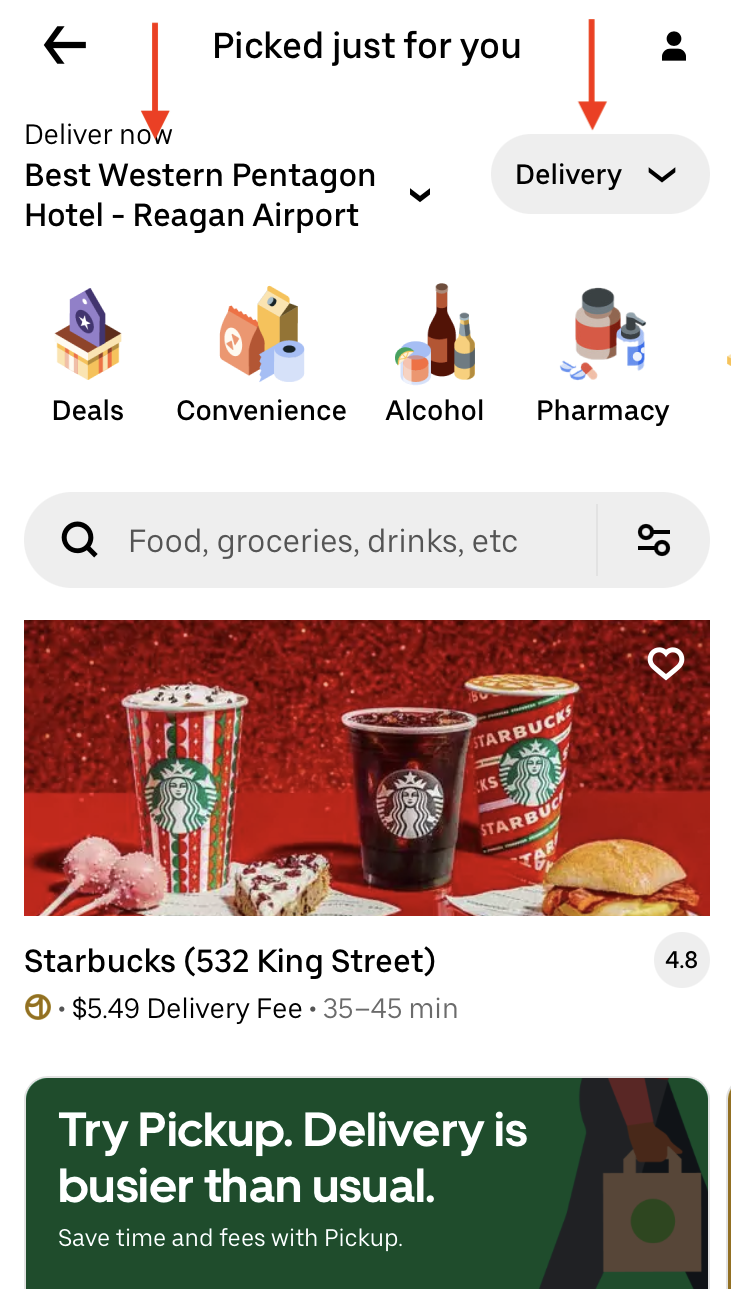 Picked just for you
Deliver now
Best Western Pentagon
Hotel - Reagan Airport
Delivery
Deals
Convenience
Alcohol
Pharmacy
Food, groceries, drinks, etc
STARBUCKS
STARBUCKS
Starbucks (532 King Street)
4.8
• $5.49 Delivery Fee • 35–45 min
Try Pickup. Delivery is
busier than usual.
Save time and fees with Pickup.